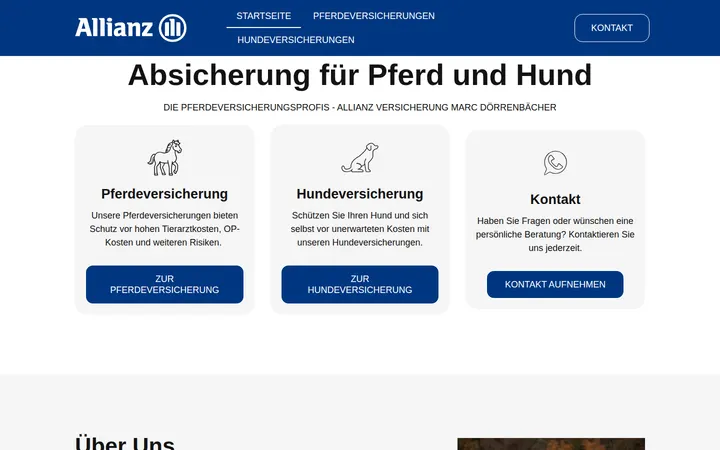 Allianz
STARTSEITE
PFERDEVERSICHERUNGEN
HUNDEVERSICHERUNGEN
KONTAKT
Absicherung für Pferd und Hund
DIE PFERDEVERSICHERUNGSPROFIS - ALLIANZ VERSICHERUNG MARC DÖRRENBÄCHER
Pferdeversicherung
Unsere Pferdeversicherungen bieten
Schutz vor hohen Tierarztkosten, OP-
Kosten und weiteren Risiken.
ZUR
PFERDEVERSICHERUNG
Hundeversicherung
Schützen Sie Ihren Hund und sich
selbst vor unerwarteten Kosten mit
unseren Hundeversicherungen.
ZUR
HUNDEVERSICHERUNG
Kontakt
Haben Sie Fragen oder wünschen eine
persönliche Beratung? Kontaktieren Sie
uns jederzeit.
KONTAKT AUFNEHMEN
Über Uns